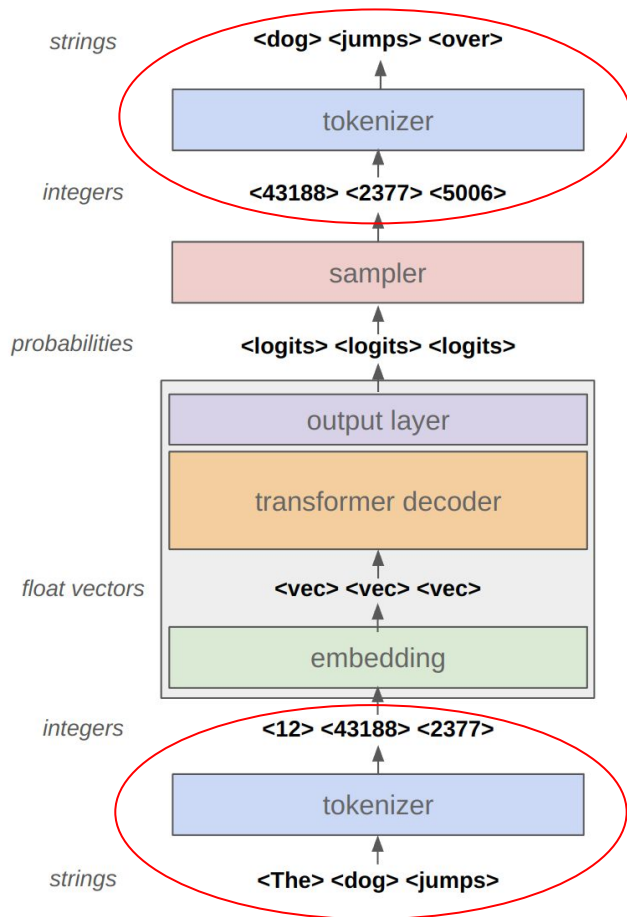 strings <dog> <jumps> <over>
tokenizer
integers <43188> <2377> <5006>
sampler
probabilities <logits> <logits> <logits>
output layer
transformer decoder
float vectors <vec> <vec> <vec>
embedding
integers <12> <43188> <2377>
tokenizer
strings <The> <dog> <jumps>